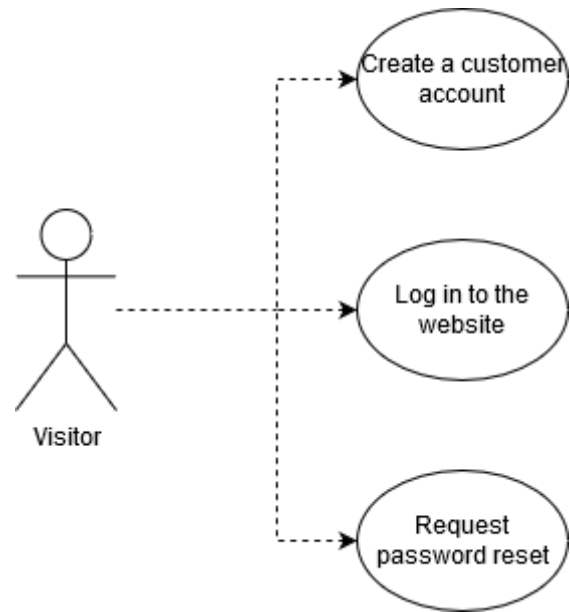 Create a customer
account
Log in to the
website
Visitor
Request
password reset